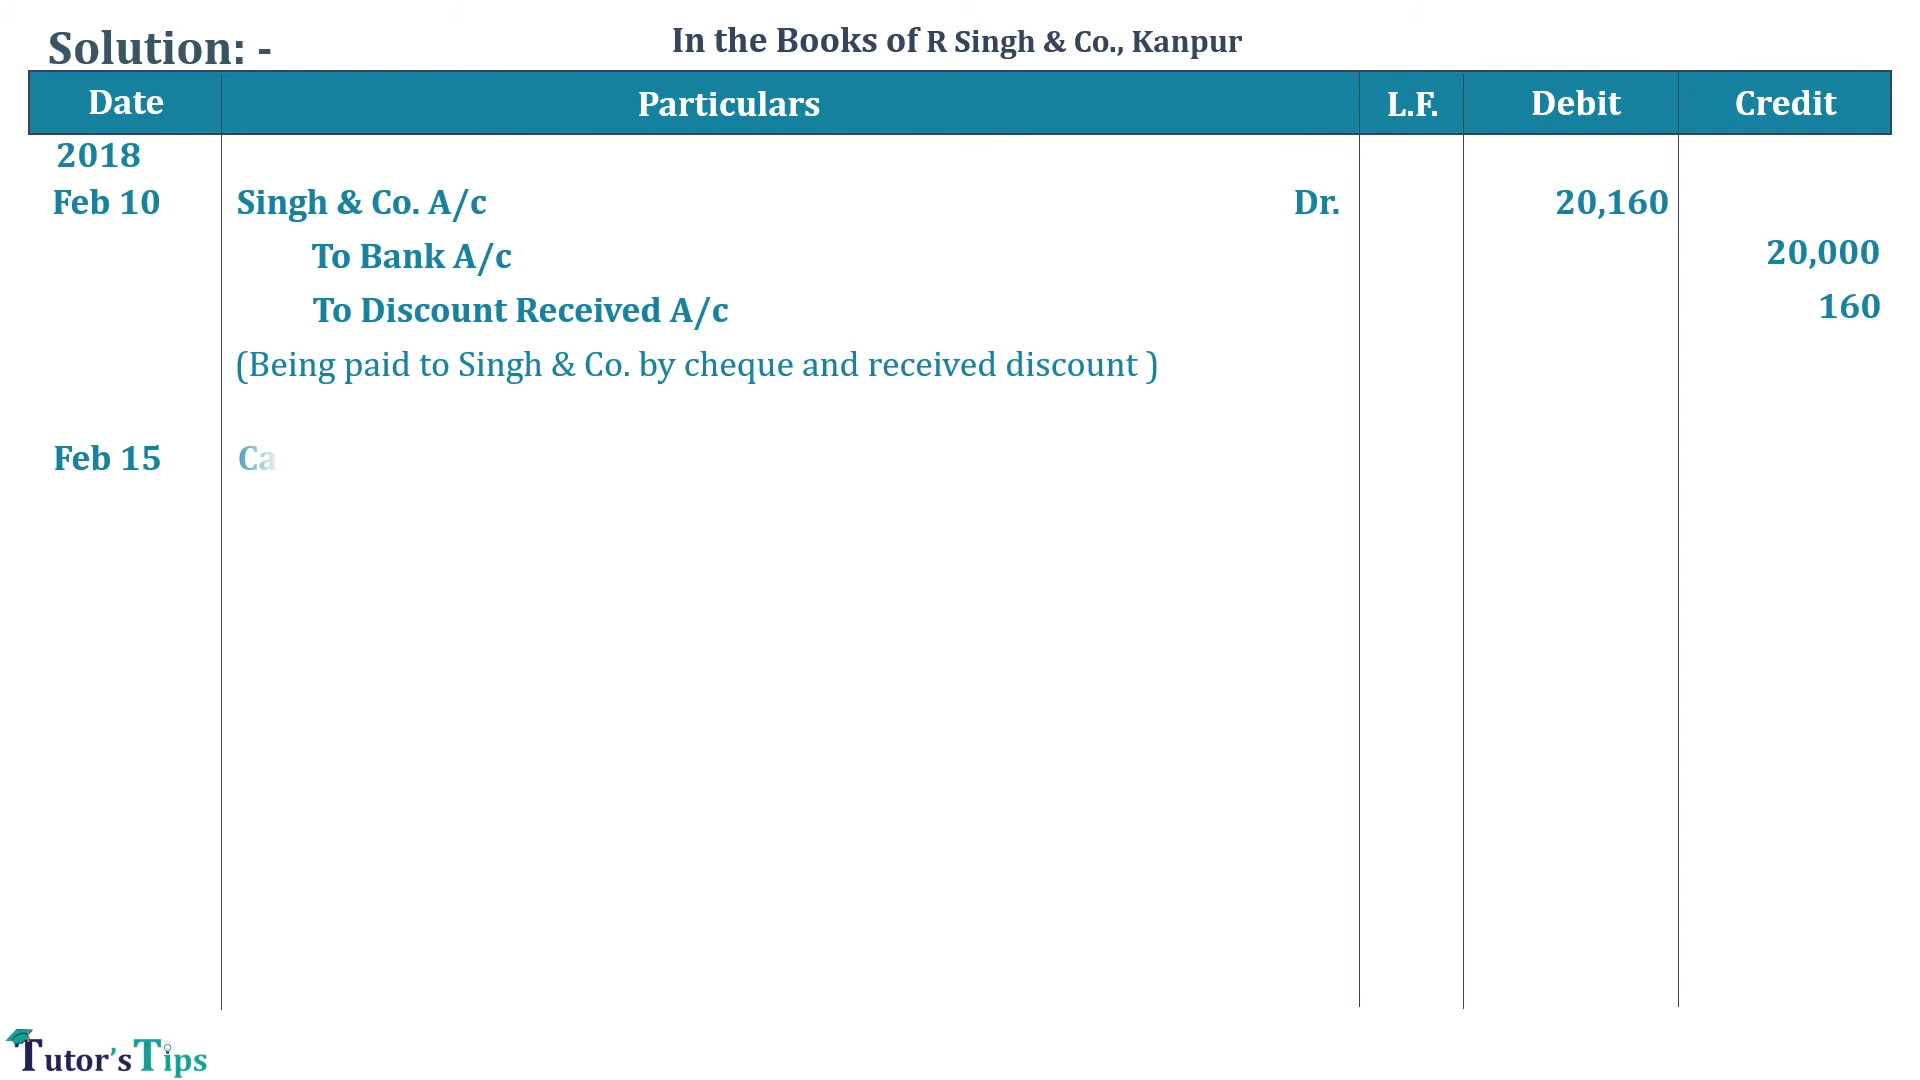 Solution: -
In the Books of R Singh & Co., Kanpur
Date Particulars L.F. Debit Credit
2018
Feb 10 Singh & Co. A/c Dr. 20,160
To Bank A/c 20,000
To Discount Received A/c 160
(Being paid to Singh & Co. by cheque and received discount )
Feb 15 Ca
Tutor's Tips